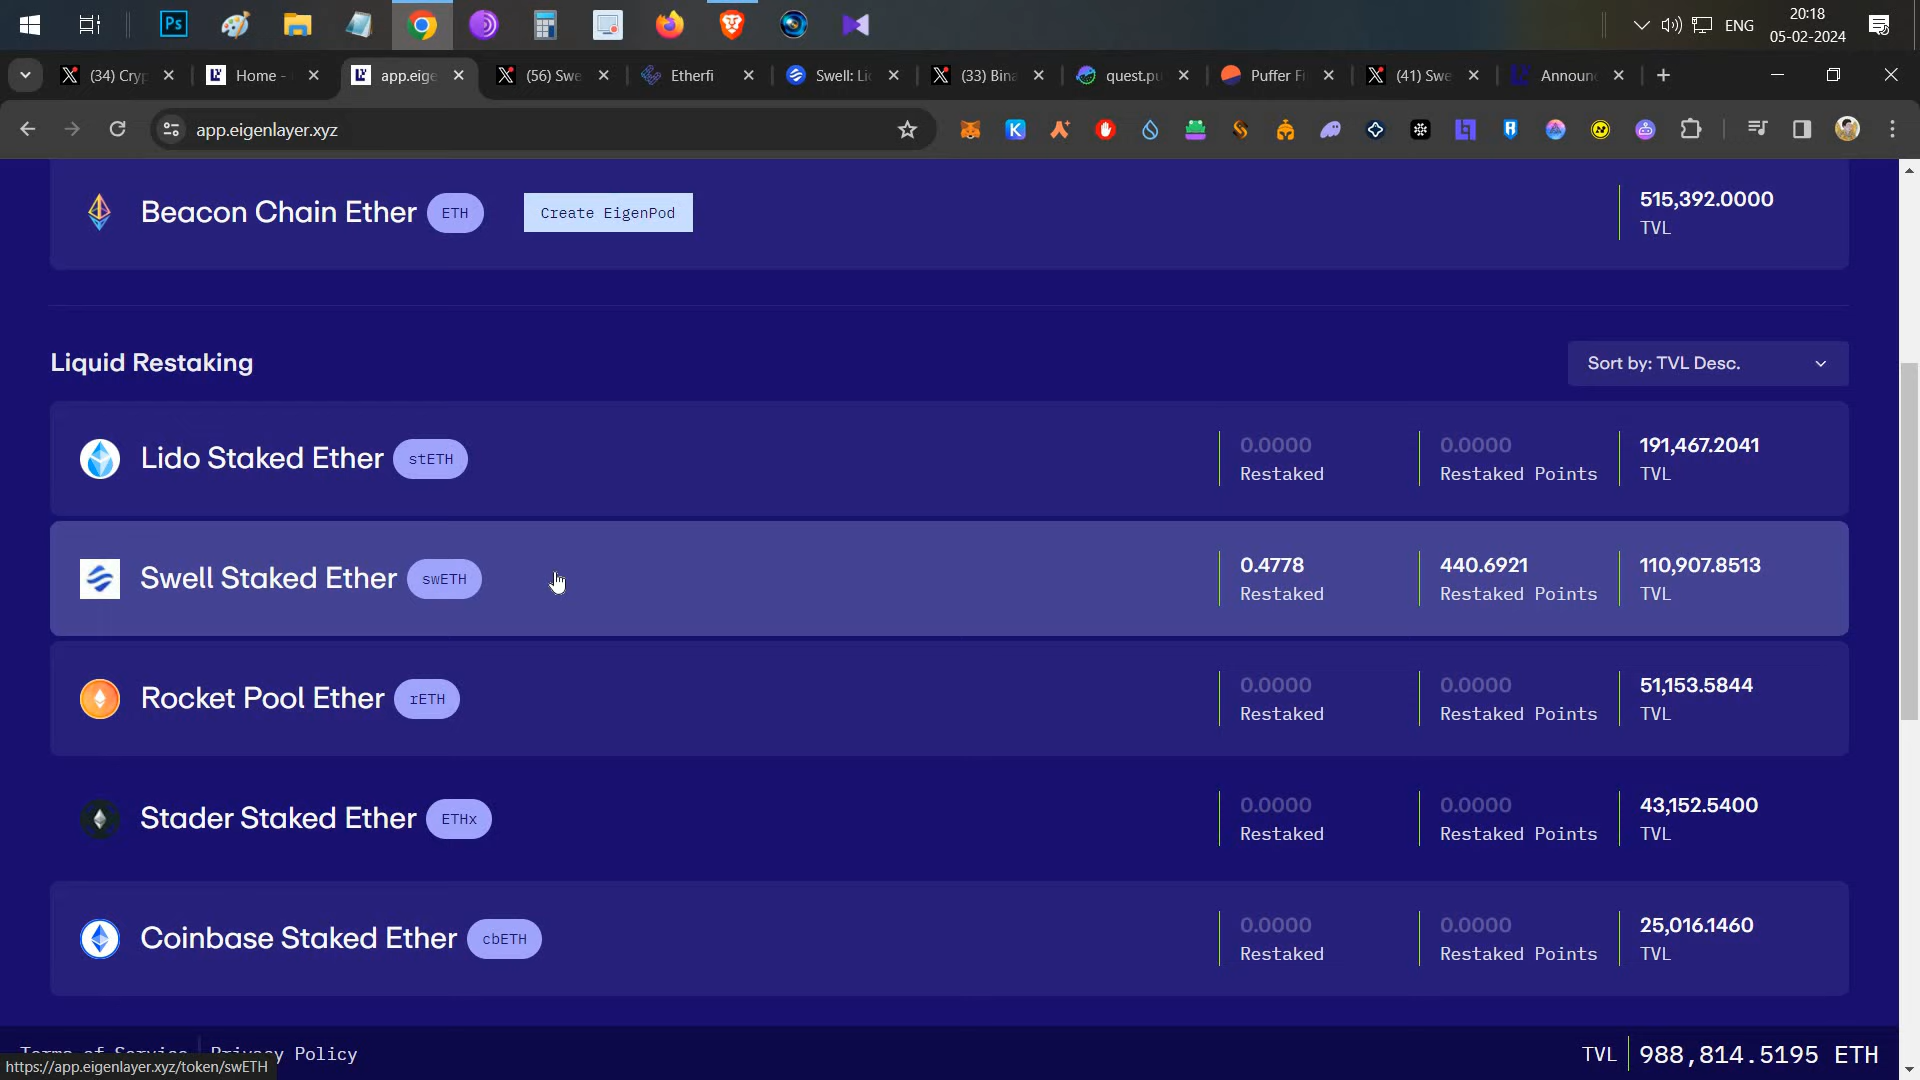 Ps
ENG
20:18
05-02-2024
(34) Cryp
Home -
app.eige
(56) Swe
Etherfi
Swell: Li
(33) Bina
quest.pu
Puffer Fi
(41) Swe
Announ
app.eigenlayer.xyz
Beacon Chain Ether
ETH
Create EigenPod
515,392.0000
TVL
Liquid Restaking
Sort by: TVL Desc.
Lido Staked Ether
stETH
0.0000
Restaked
0.0000
Restaked Points
191,467.2041
TVL
Swell Staked Ether
swETH
0.4778
Restaked
440.6921
Restaked Points
110,907.8513
TVL
Rocket Pool Ether
rETH
0.0000
Restaked
0.0000
Restaked Points
51,153.5844
TVL
Stader Staked Ether
ETHx
0.0000
Restaked
0.0000
Restaked Points
43,152.5400
TVL
Coinbase Staked Ether
cbETH
0.0000
Restaked
0.0000
Restaked Points
25,016.1460
TVL
Terms of Service
Privacy Policy
TVL
988,814.5195 ETH
https://app.eigenlayer.xyz/token/swETH